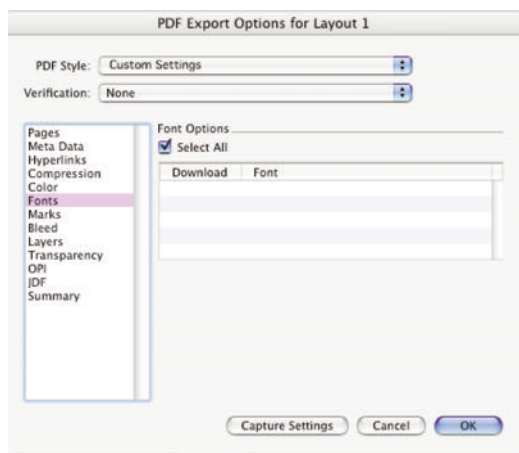 PDF Export Options for Layout 1
PDF Style: Custom Settings
Verification: None
Pages
Meta Data
Hyperlinks
Compression
Color
Fonts
Marks
Bleed
Layers
Transparency
OPI
JDF
Summary
Font Options
Select All
Download Font
Capture Settings Cancel OK